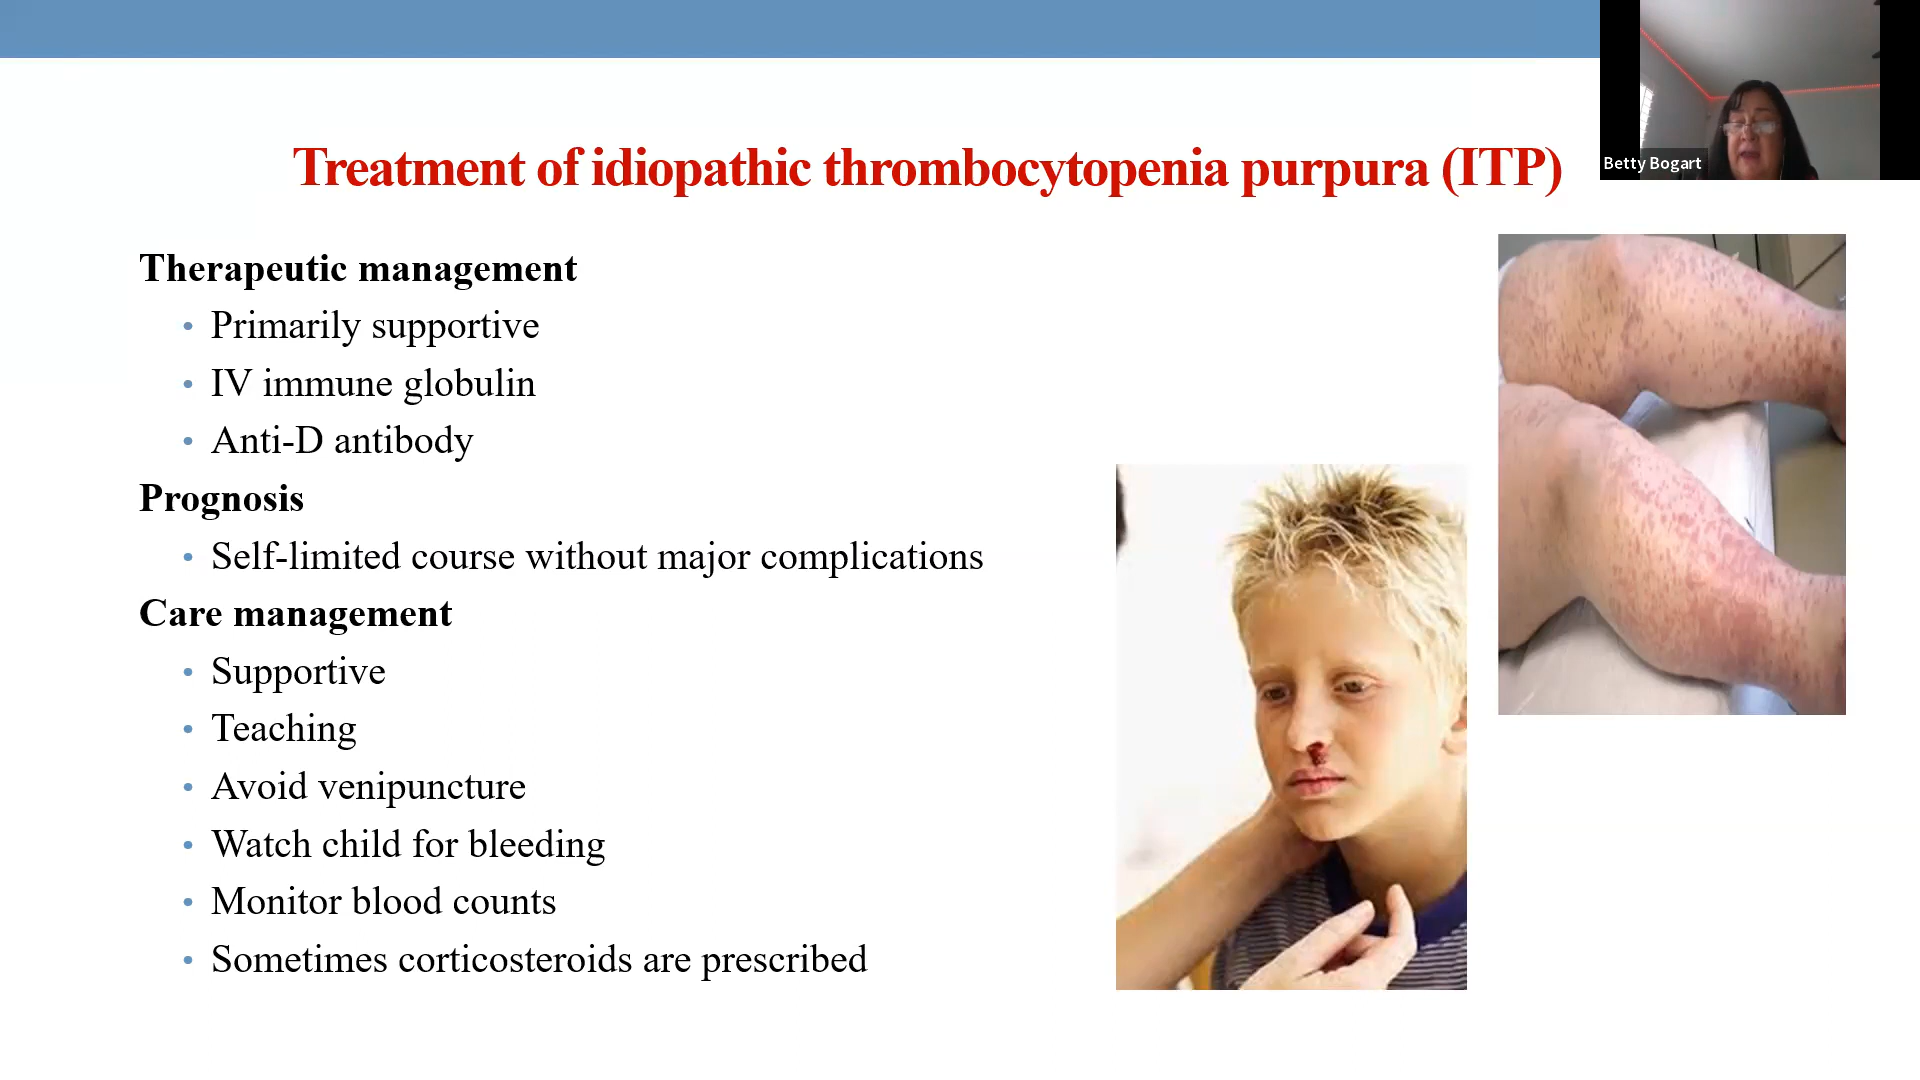 Treatment of idiopathic thrombocytopenia purpura (ITP)
Betty Bogart
Therapeutic management
• Primarily supportive
• IV immune globulin
• Anti-D antibody
Prognosis
• Self-limited course without major complications
Care management
• Supportive
• Teaching
• Avoid venipuncture
• Watch child for bleeding
• Monitor blood counts
• Sometimes corticosteroids are prescribed